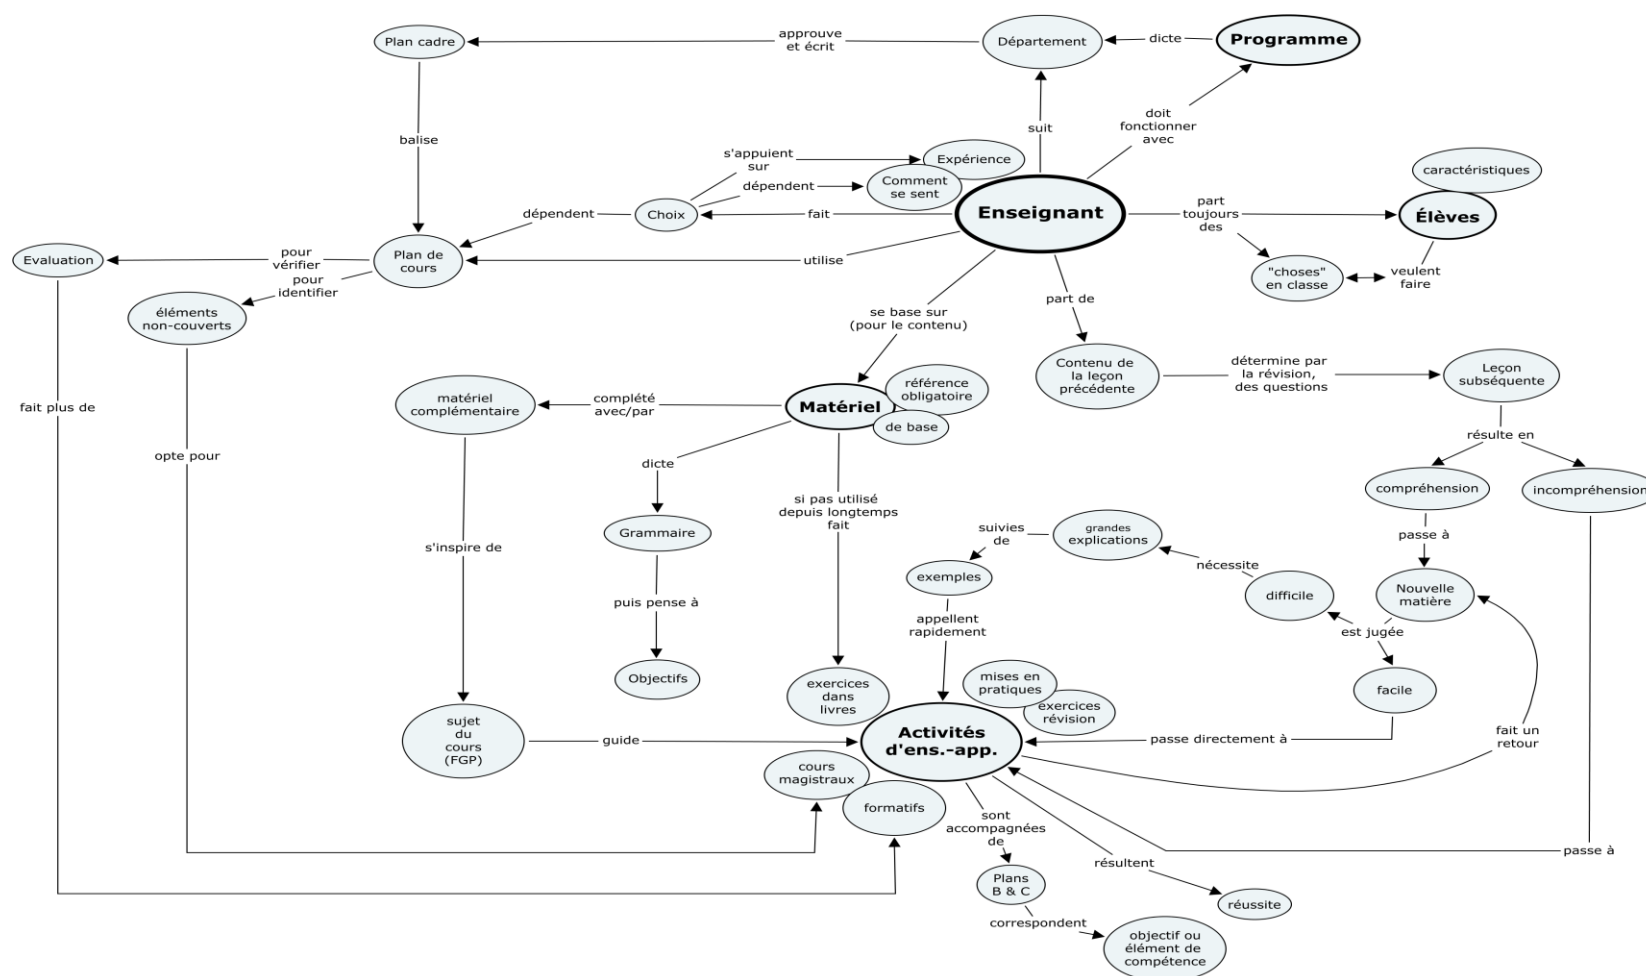 Plan cadre
approuve
et écrit
Département
dicte
Programme
balise
suit
doit
fonctionner
avec
s'appuient
sur
Expérience
dépendent
Comment
se sent
caractéristiques
dépendent
Choix
fait
Enseignant
part
toujours
des
Élèves
Evaluation
pour
vérifier
pour
identifier
Plan de
cours
utilise
"choses"
en classe
veulent
faire
éléments
non-couverts
se base sur
(pour le contenu)
part de
Contenu de
la leçon
précédente
détermine par
la révision,
des questions
Leçon
subséquente
fait plus de
matériel
complémentaire
complété
avec/par
Matériel
référence
obligatoire
de base
opte pour
dicte
résulte en
si pas utilisé
depuis longtemps
fait
compréhension
incompréhension
s'inspire de
Grammaire
suivies
de
grandes
explications
passe à
exemples
nécessite
difficile
Nouvelle
matière
puis pense à
appellent
rapidement
est jugée
Objectifs
exercices
dans
livres
mises en
pratiques
exercices
révision
facile
sujet
du
cours
(FGP)
guide
Activités
d'ens.-app.
passe directement à
fait un
retour
cours
magistraux
formatifs
sont
accompagnées
de
résultent
passe à
Plans
B & C
réussite
correspondent
objectif ou
élément de
compétence